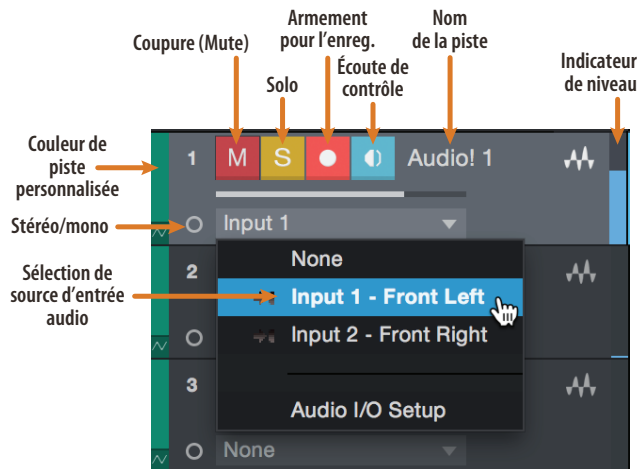 Armement
pour l'enreg.
Nom
de la piste
Coupure (Mute)
Solo
Écoute de
contrôle
Indicateur
de niveau
Couleur de
piste
personnalisée
1 M S Audio! 1
Stéréo/mono
Input 1
2
None
Sélection de
source d'entrée
audio
Input 1 - Front Left
Input 2 - Front Right
3
Audio I/O Setup
None